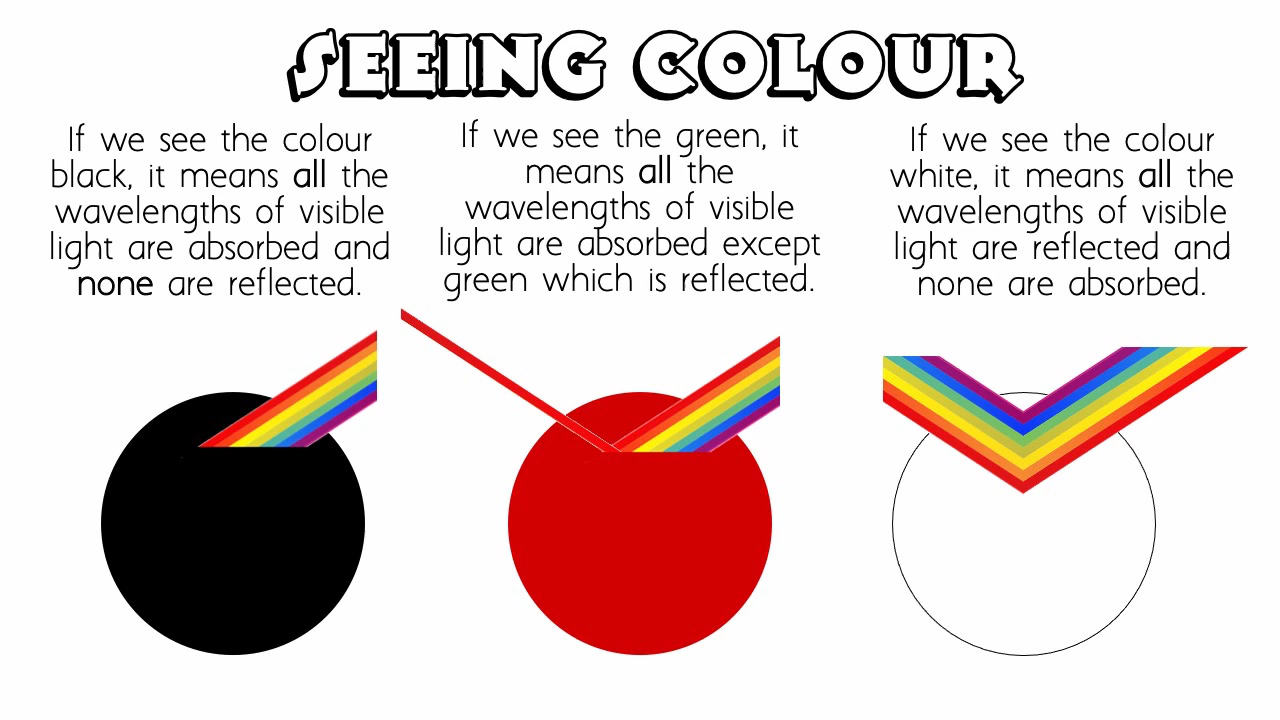 SEEING COLOUR
If we see the colour
black, it means all the
wavelengths of visible
light are absorbed and
none are reflected.
If we see the green, it
means all the
wavelengths of visible
light are absorbed except
green which is reflected.
If we see the colour
white, it means all the
wavelengths of visible
light are reflected and
none are absorbed.